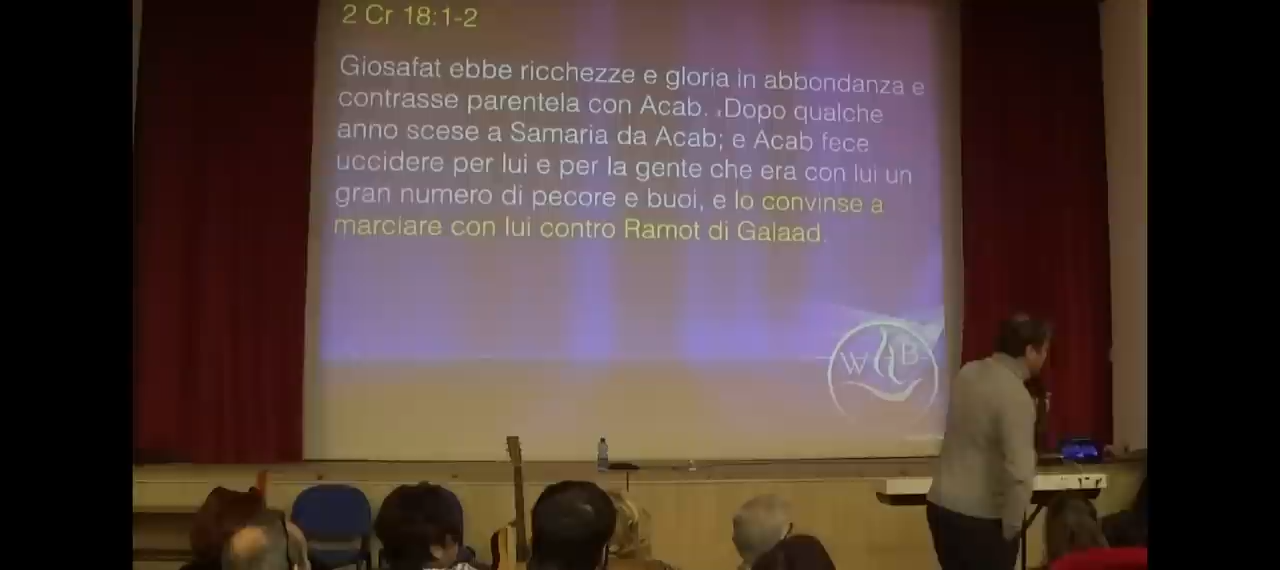 2 Cr 18:1-2
Giosafat ebbe ricchezze e gloria in abbondanza e
contrasse parentela con Acab. Dopo qualche
anno scese a Samaria da Acab; e Acab fece
uccidere per lui e per la gente che era con lui un
gran numero di pecore e buoi, e lo convinse a
marciare con lui contro Ramot di Galaad.
W B